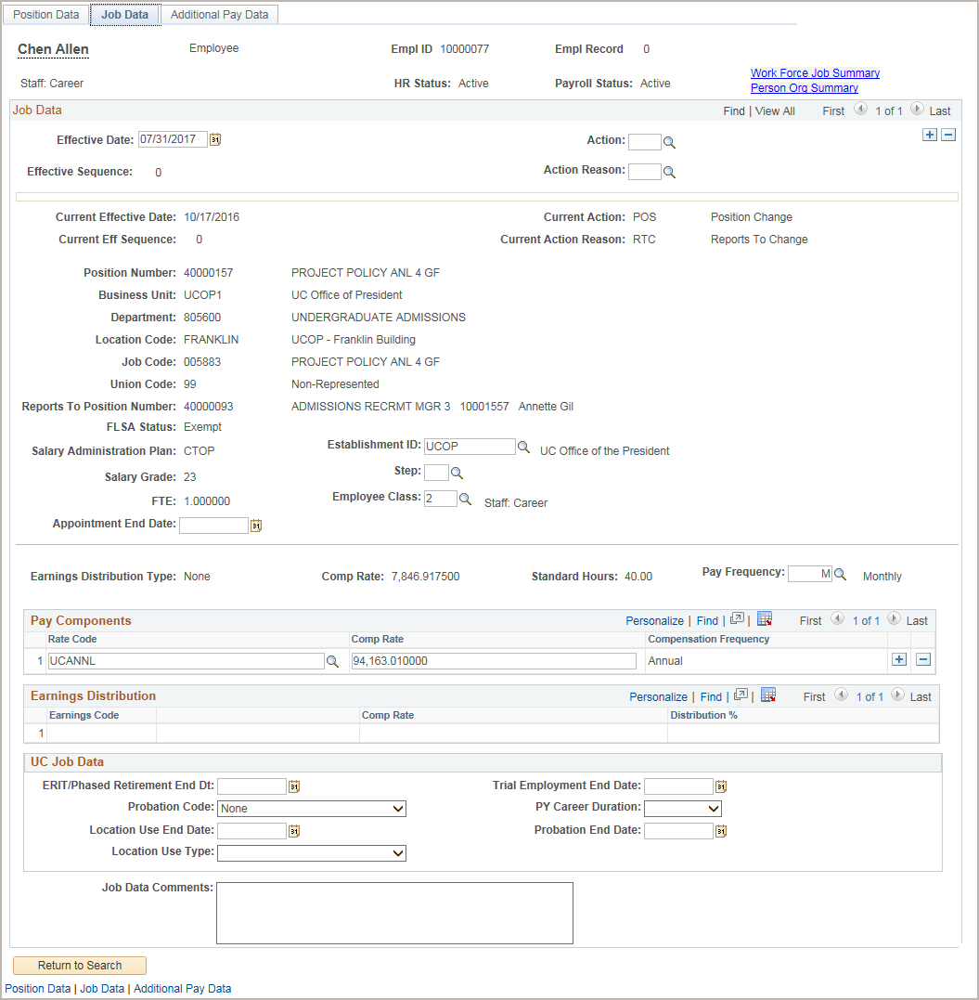 Position Data Job Data Additional Pay Data
Chen Allen Employee Empl ID 10000077 Empl Record 0
Work Force Job Summary
Staff: Career HR Status: Active Payroll Status: Active
Person Org Summary
Job Data Find | View All First 1 of 1 Last
Effective Date: 07/31/2017 Action:
Effective Sequence: 0 Action Reason:
Current Effective Date: 10/17/2016 Current Action: POS Position Change
Current Eff Sequence: 0 Current Action Reason: RTC Reports To Change
Position Number: 40000157 PROJECT POLICY ANL 4 GF
Business Unit: UCOP1 UC Office of President
Department: 805600 UNDERGRADUATE ADMISSIONS
Location Code: FRANKLIN UCOP - Franklin Building
Job Code: 005883 PROJECT POLICY ANL 4 GF
Union Code: 99 Non-Represented
Reports To Position Number: 40000093 ADMISSIONS RECRMT MGR 3 10001557 Annette Gil
FLSA Status: Exempt
Salary Administration Plan: CTOP Establishment ID: UCOP UC Office of the President
Salary Grade: 23 Step:
FTE: 1.000000 Employee Class: 2 Staff: Career
Appointment End Date:
Earnings Distribution Type: None Comp Rate: 7,846.917500 Standard Hours: 40.00 Pay Frequency: M Monthly
Pay Components Personalize | Find | | First 1 of 1 Last
Rate Code Comp Rate Compensation Frequency
1 UCANNL 94,163.010000 Annual
Earnings Distribution Personalize | Find | | First 1 of 1 Last
Earnings Code Comp Rate Distribution %
1
UC Job Data
ERIT/Phased Retirement End Dt: Trial Employment End Date:
Probation Code: None PY Career Duration:
Location Use End Date: Probation End Date:
Location Use Type:
Job Data Comments:
Return to Search
Position Data | Job Data | Additional Pay Data